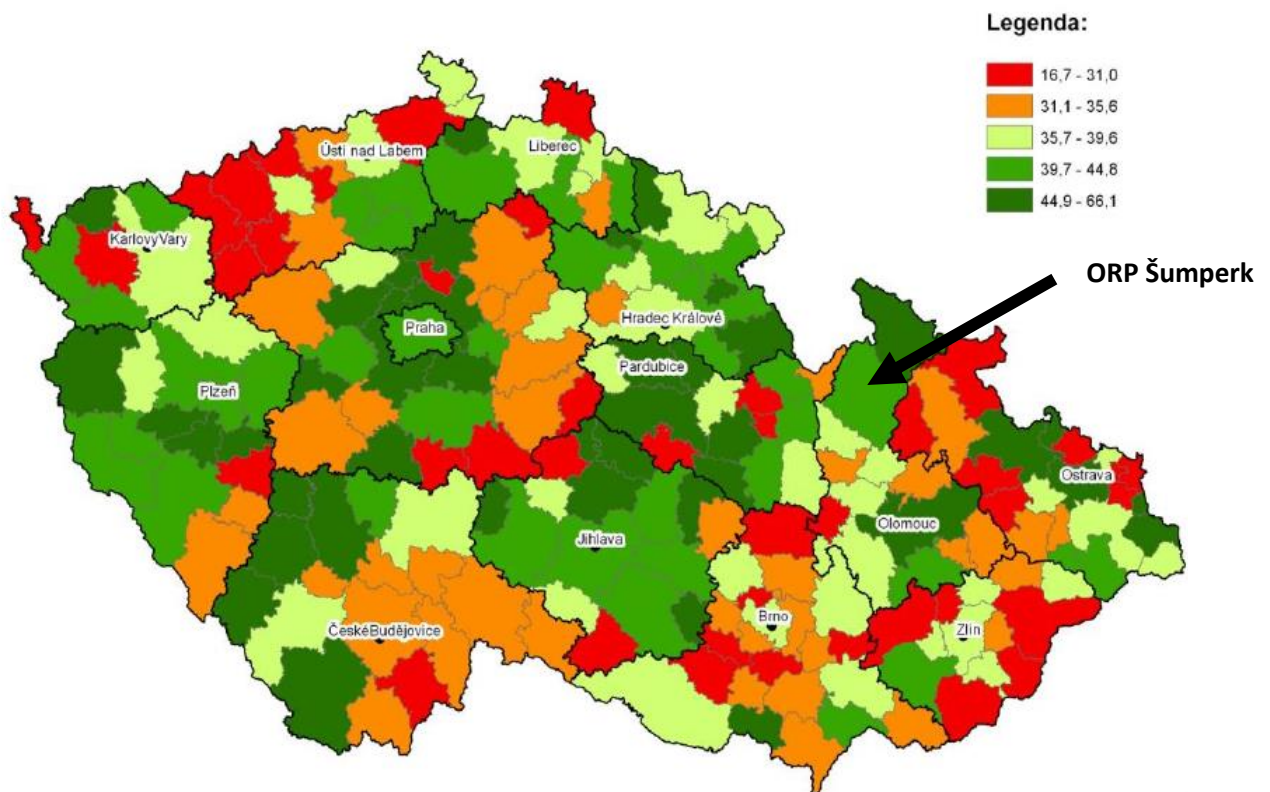 Legenda:
16,7 - 31,0
31,1 - 35,6
35,7 - 39,6
39,7 - 44,8
44,9 - 66,1
ORP Šumperk
Ústí nad Labem
Liberec
KarlovyVary
Praha
Hradec Králové
Pardubice
Plzeň
Ostrava
Olomouc
Jihlava
Brno
Zlín
ČeskéBudějovice